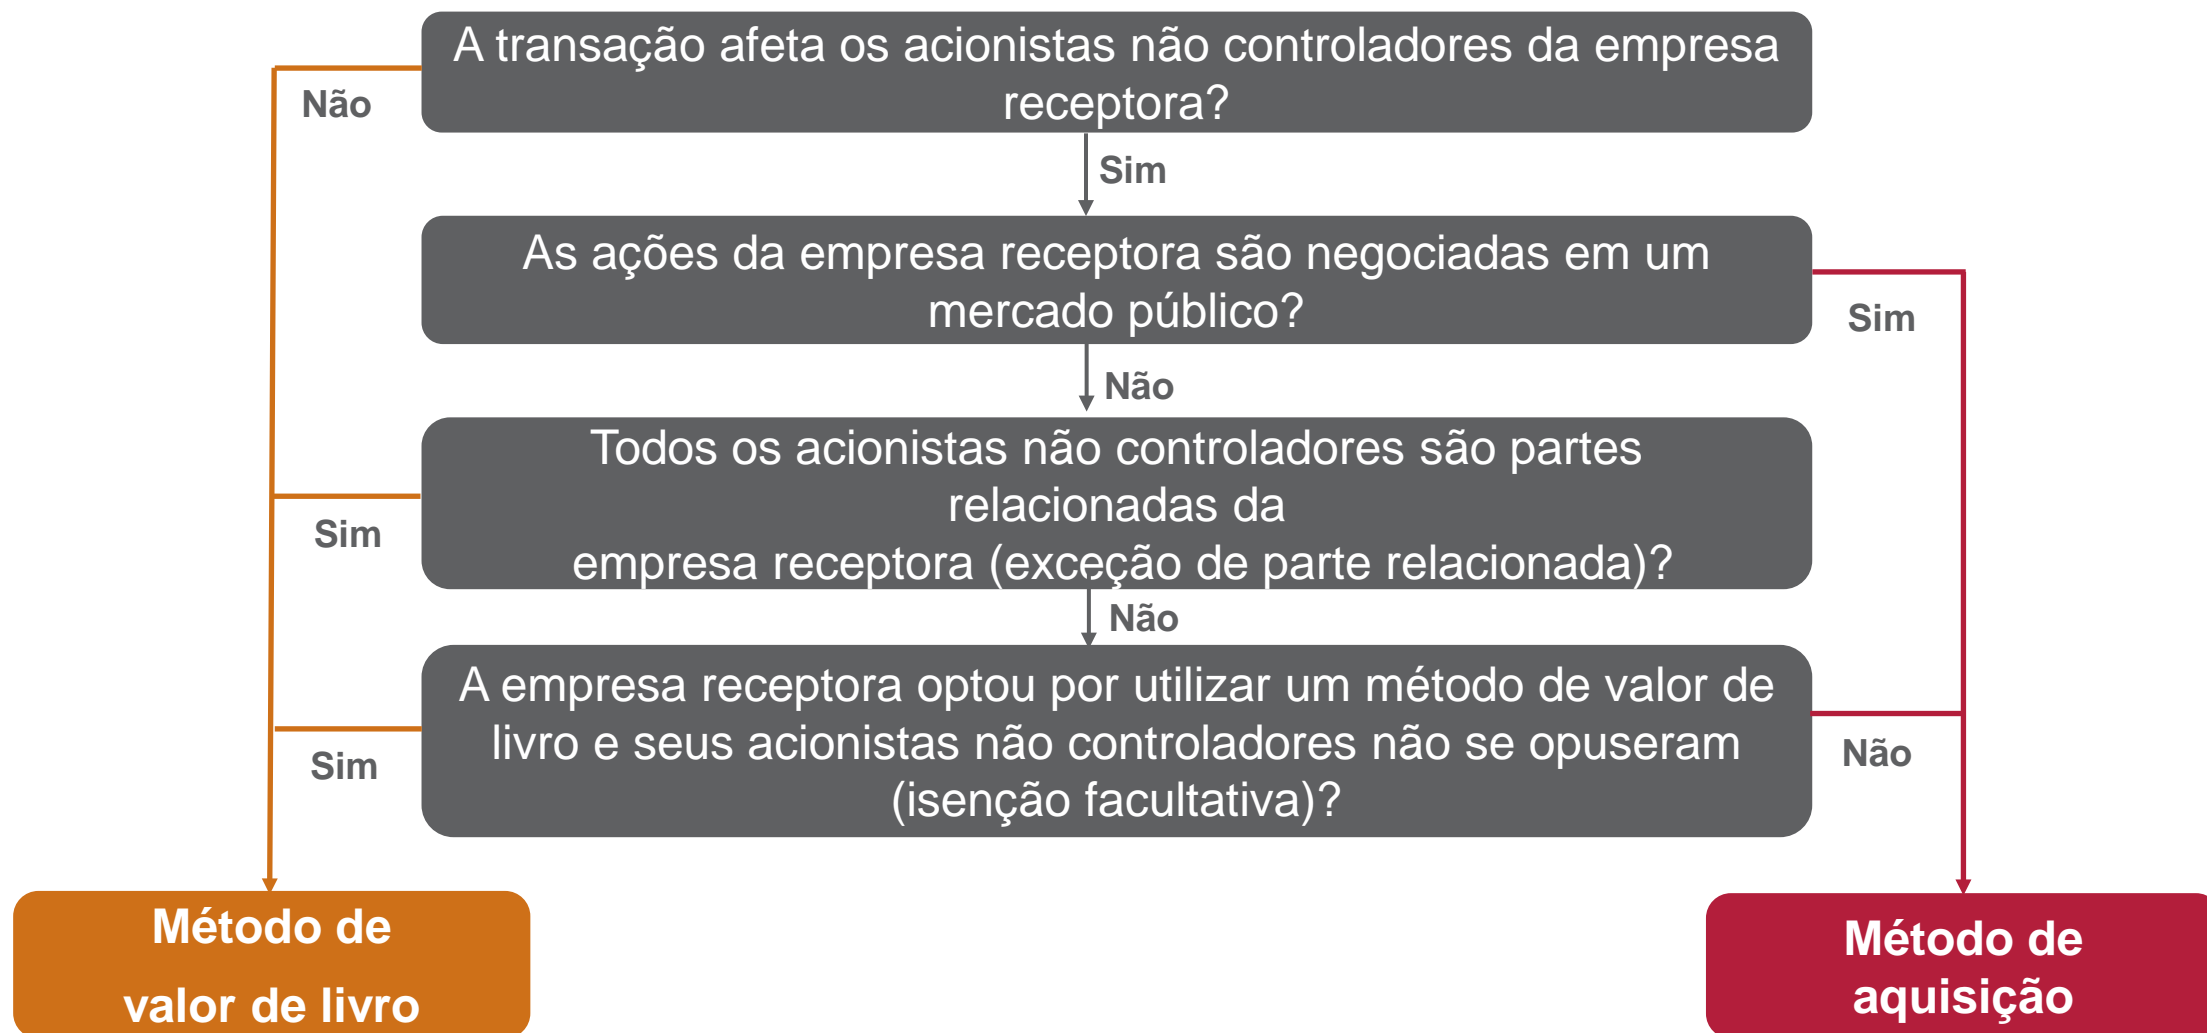 A transação afeta os acionistas não controladores da empresa
receptora?
Não
Sim
As ações da empresa receptora são negociadas em um
mercado público?
Sim
Não
Todos os acionistas não controladores são partes
relacionadas da
empresa receptora (exceção de parte relacionada)?
Sim
Não
A empresa receptora optou por utilizar um método de valor de
livro e seus acionistas não controladores não se opuseram
(isenção facultativa)?
Sim
Não
Método de
valor de livro
Método de
aquisição